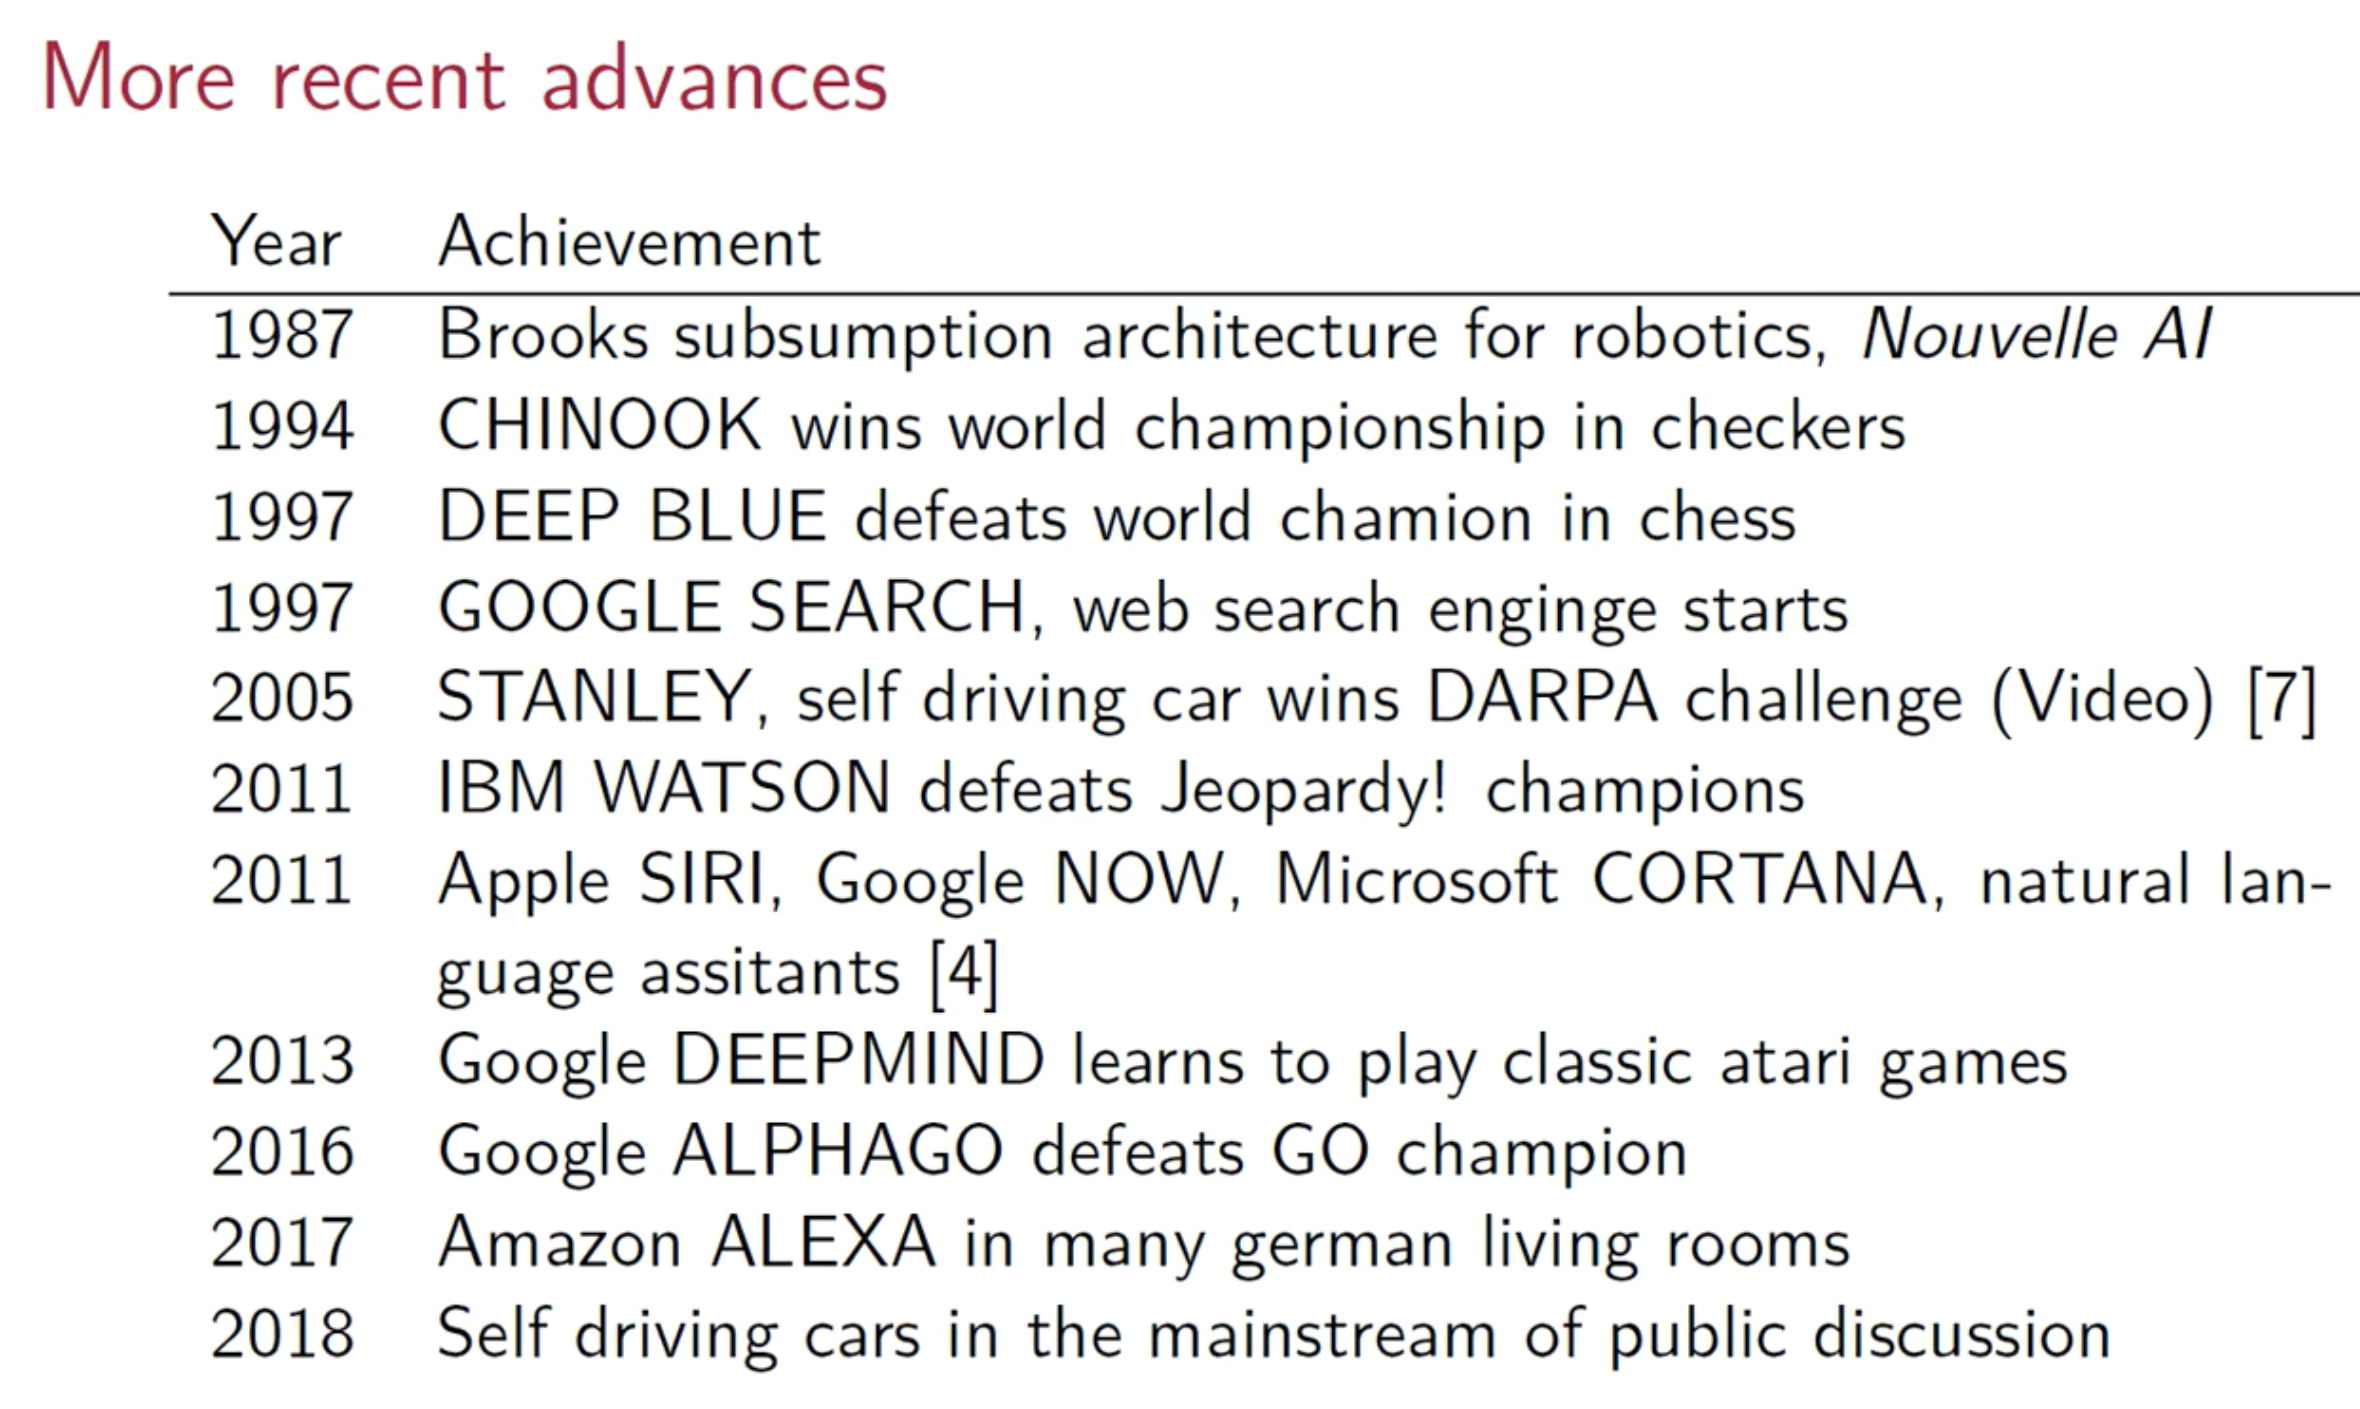 More recent advances
Year Achievement
1987 Brooks subsumption architecture for robotics, Nouvelle AI
1994 CHINOOK wins world championship in checkers
1997 DEEP BLUE defeats world chamion in chess
1997 GOOGLE SEARCH, web search enginge starts
2005 STANLEY, self driving car wins DARPA challenge (Video) [7]
2011 IBM WATSON defeats Jeopardy! champions
2011 Apple SIRI, Google NOW, Microsoft CORTANA, natural lan-
guage assitants [4]
2013 Google DEEPMIND learns to play classic atari games
2016 Google ALPHAGO defeats GO champion
2017 Amazon ALEXA in many german living rooms
2018 Self driving cars in the mainstream of public discussion